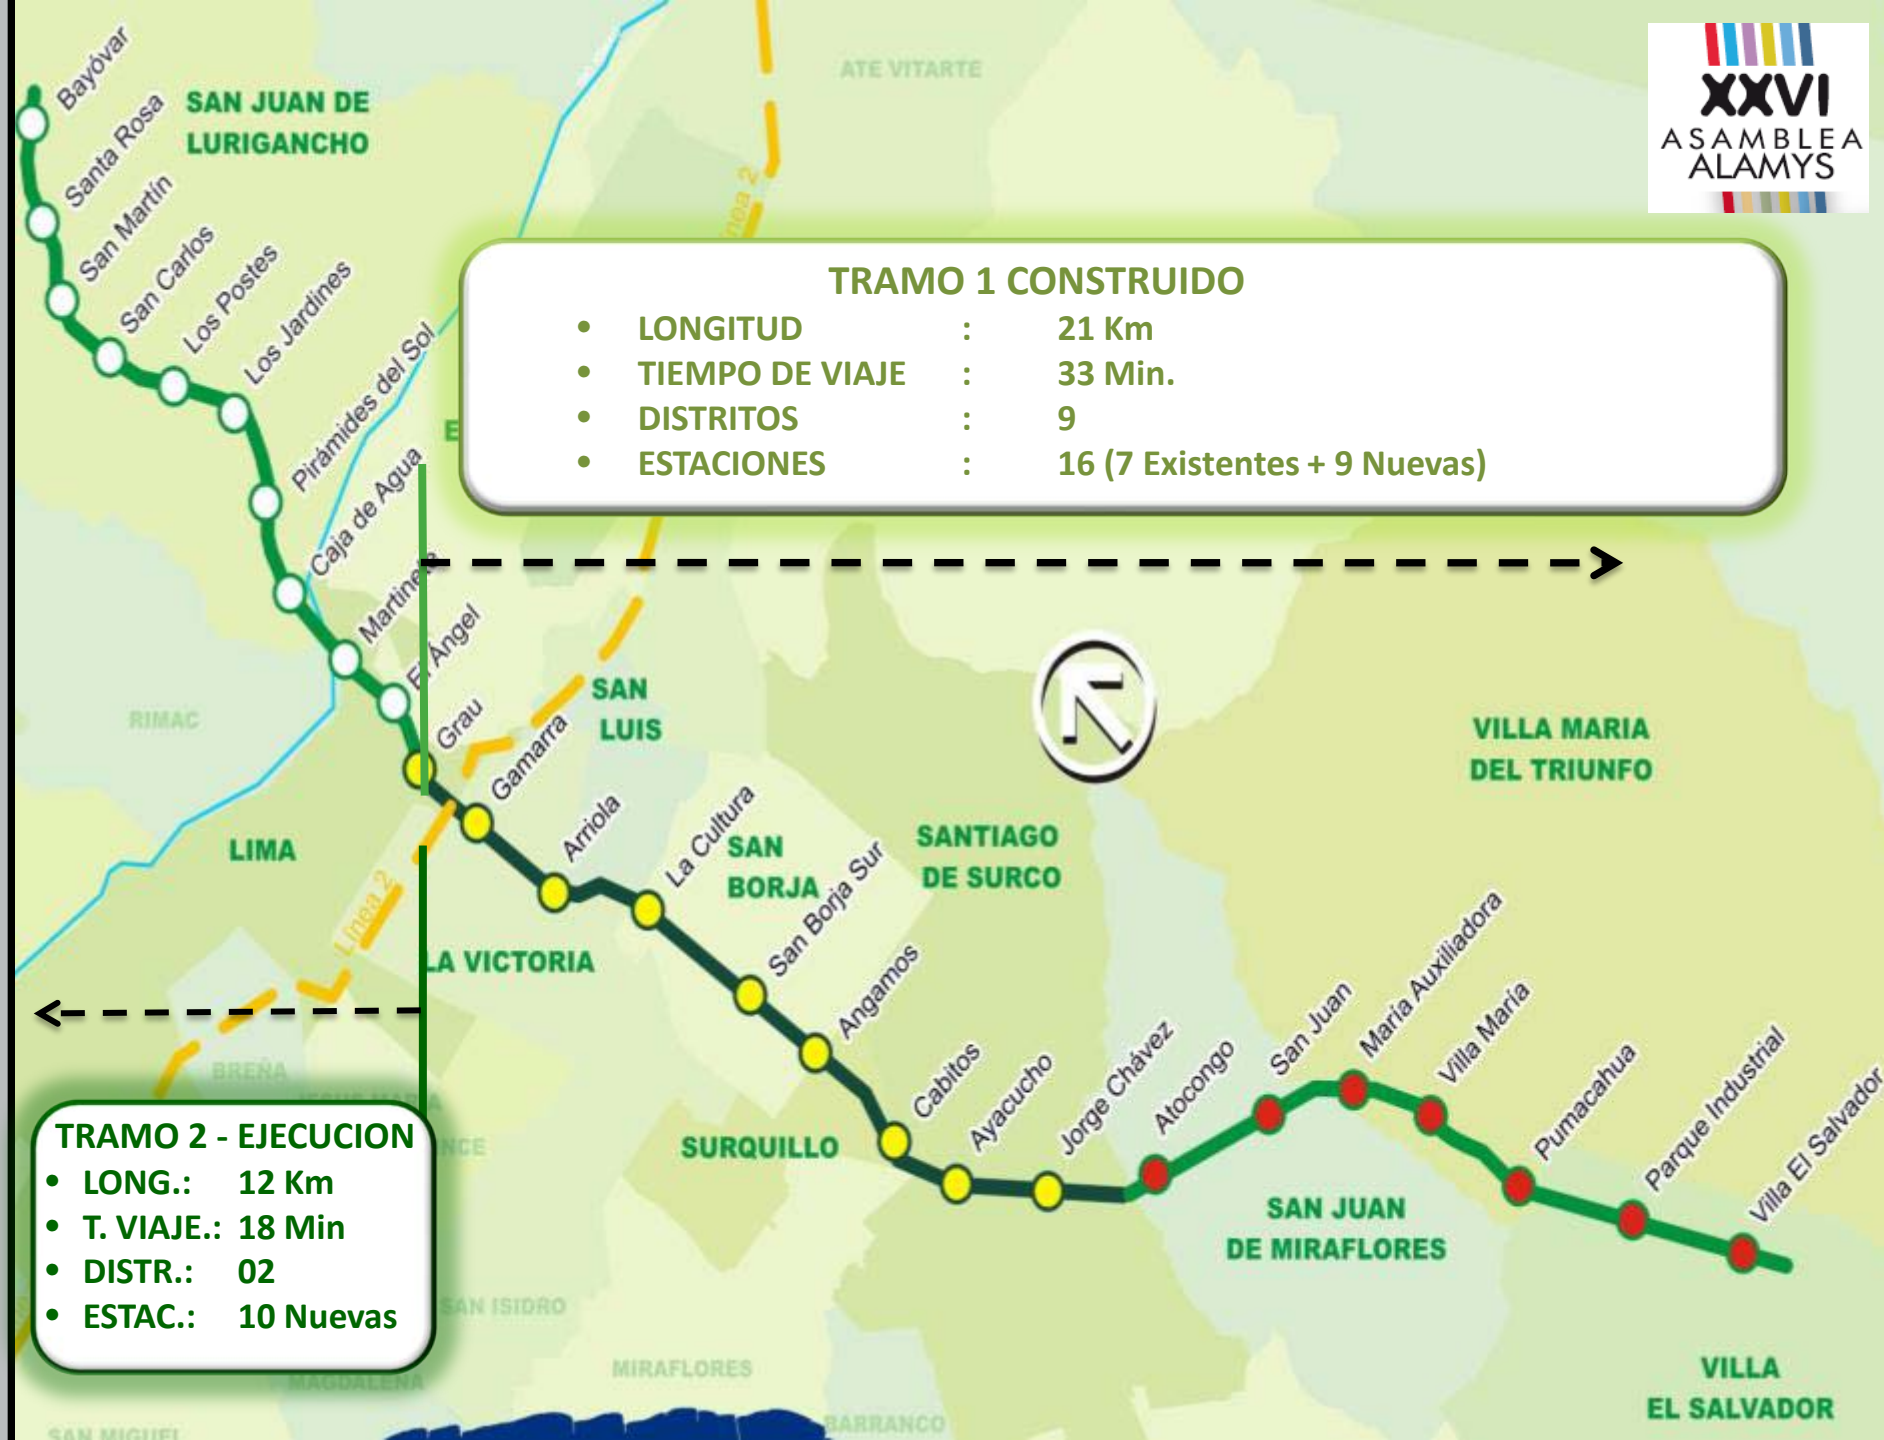 Bayóvar
Santa Rosa
San Martín
San Carlos
Los Postes
Los Jardines
Pirámides del Sol
Caja de Agua
Martinete
El Ángel
Grau
Gamarra
Arriola
La Cultura
San Borja Sur
Angamos
Cabitos
Ayacucho
Jorge Chávez
Atocongo
San Juan
María Auxiliadora
Villa María
Pumacahua
Parque Industrial
Villa El Salvador
SAN JUAN DE
LURIGANCHO
ATE VITARTE
XXVI
ASAMBLEA
ALAMYS
TRAMO 1 CONSTRUIDO
• LONGITUD : 21 Km
• TIEMPO DE VIAJE : 33 Min.
• DISTRITOS : 9
• ESTACIONES : 16 (7 Existentes + 9 Nuevas)
RIMAC
SAN
LUIS
VILLA MARIA
DEL TRIUNFO
LIMA
SAN
BORJA
SANTIAGO
DE SURCO
Línea 2
LA VICTORIA
BREÑA
SURQUILLO
TRAMO 2 - EJECUCION
• LONG.: 12 Km
• T. VIAJE.: 18 Min
• DISTR.: 02
• ESTAC.: 10 Nuevas
SAN JUAN
DE MIRAFLORES
SAN ISIDRO
MIRAFLORES
MAGDALENA
VILLA
EL SALVADOR
BARRANCO
SAN MIGUEL